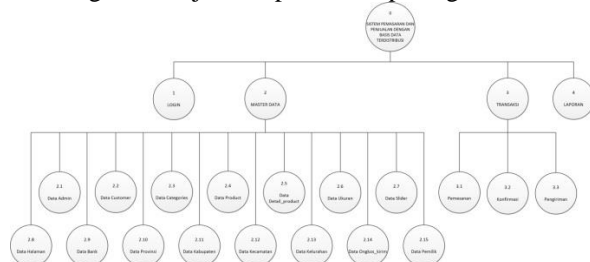 0
SISTEM PEMASARAN DAN
PENJUALAN DENGAN
BASIS DATA
TERDISTRIBUSI
1
LOGIN
2
MASTER DATA
3
TRANSAKSI
4
LAPORAN
2.1
Data Admin
2.2
Data Customer
2.3
Data Categories
2.4
Data Product
2.5
Data
Detail_product
2.6
Data Ukuran
2.7
Data Slider
3.1
Pemesanan
3.2
Konfirmasi
3.3
Pengiriman
2.8
Data Halaman
2.9
Data Bank
2.10
Data Provinsi
2.11
Data Kabupaten
2.12
Data Kecamatan
2.13
Data Kelurahan
2.14
Data Ongkos_kirim
2.15
Data Pemilik